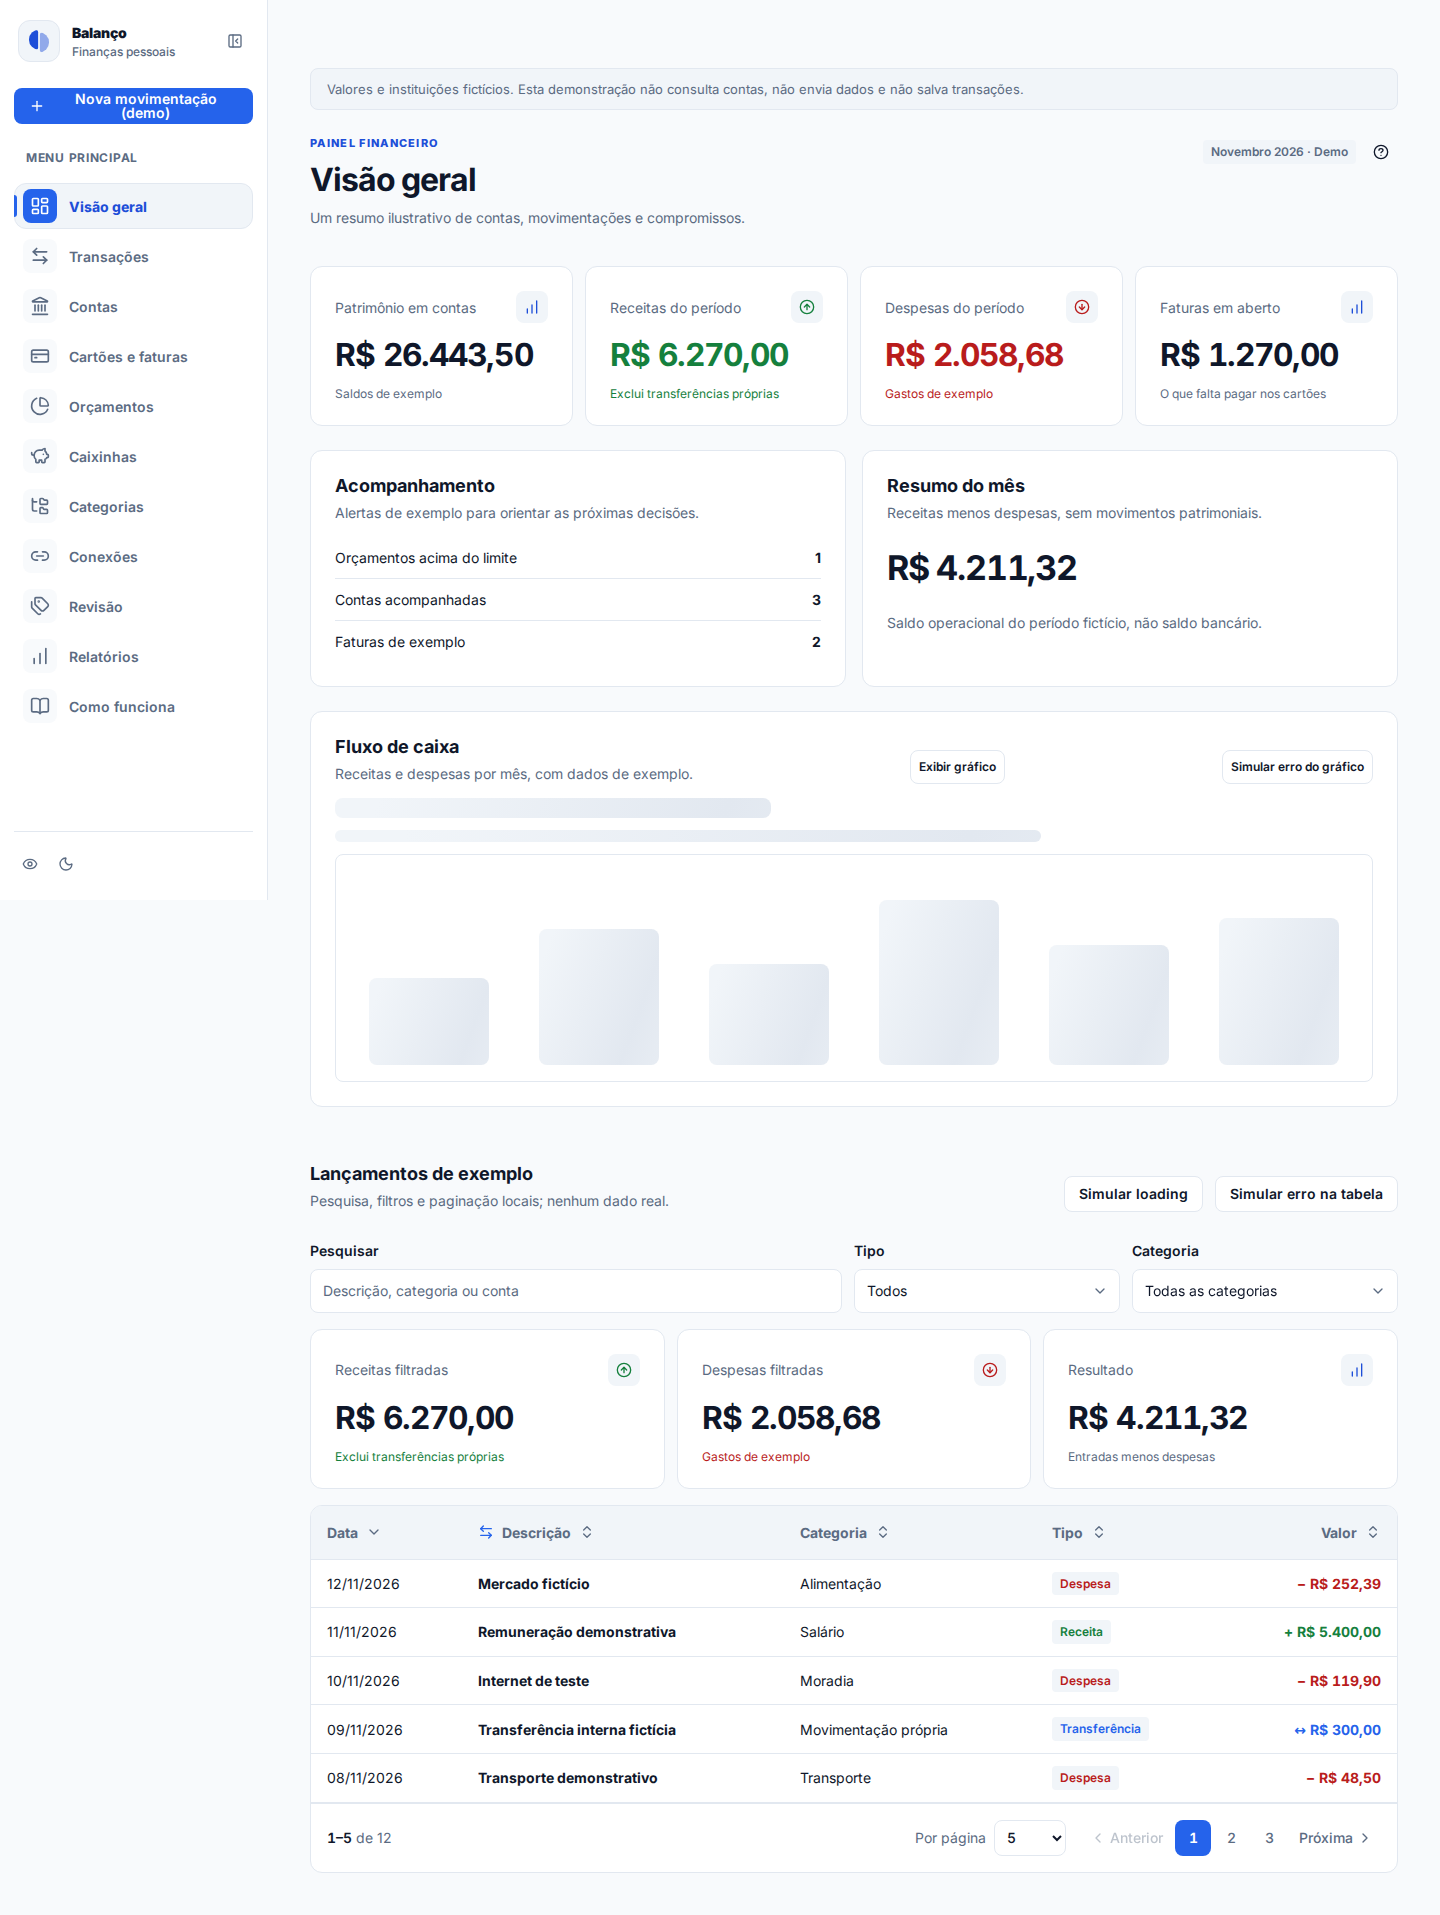 Balanço
Finanças pessoais
Nova movimentação
(demo)
MENU PRINCIPAL
Visão geral
Transações
Contas
Cartões e faturas
Orçamentos
Caixinhas
Categorias
Conexões
Revisão
Relatórios
Como funciona
Valores e instituições fictícios. Esta demonstração não consulta contas, não envia dados e não salva transações.
PAINEL FINANCEIRO
Novembro 2026 · Demo
Visão geral
Um resumo ilustrativo de contas, movimentações e compromissos.
Patrimônio em contas
R$ 26.443,50
Saldos de exemplo
Receitas do período
R$ 6.270,00
Exclui transferências próprias
Despesas do período
R$ 2.058,68
Gastos de exemplo
Faturas em aberto
R$ 1.270,00
O que falta pagar nos cartões
Acompanhamento
Alertas de exemplo para orientar as próximas decisões.
Orçamentos acima do limite 1
Contas acompanhadas 3
Faturas de exemplo 2
Resumo do mês
Receitas menos despesas, sem movimentos patrimoniais.
R$ 4.211,32
Saldo operacional do período fictício, não saldo bancário.
Fluxo de caixa
Receitas e despesas por mês, com dados de exemplo.
Exibir gráfico
Simular erro do gráfico
Lançamentos de exemplo
Pesquisa, filtros e paginação locais; nenhum dado real.
Simular loading
Simular erro na tabela
Pesquisar
Descrição, categoria ou conta
Tipo
Todos
Categoria
Todas as categorias
Receitas filtradas
R$ 6.270,00
Exclui transferências próprias
Despesas filtradas
R$ 2.058,68
Gastos de exemplo
Resultado
R$ 4.211,32
Entradas menos despesas
Data Descrição Categoria Tipo Valor
12/11/2026 Mercado fictício Alimentação Despesa − R$ 252,39
11/11/2026 Remuneração demonstrativa Salário Receita + R$ 5.400,00
10/11/2026 Internet de teste Moradia Despesa − R$ 119,90
09/11/2026 Transferência interna fictícia Movimentação própria Transferência ↔ R$ 300,00
08/11/2026 Transporte demonstrativo Transporte Despesa − R$ 48,50
1–5 de 12 Por página 5 Anterior 1 2 3 Próxima